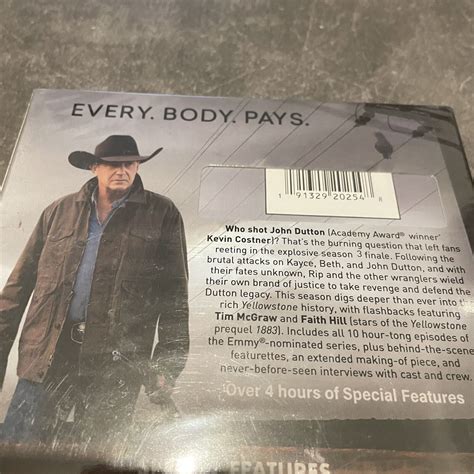 EVERY. BODY. PAYS.
1 91329 20254 8
Who shot John Dutton (Academy Award® winner*
Kevin Costner)? That's the burning question that left fans
reeting in the explosive season 3 finale. Following the
brutal attacks on Kayce, Beth, and John Dutton, and with
their fates unknown, Rip and the other wranglers wield
their own brand of justice to take revenge and defend the
Dutton legacy. This season digs deeper than ever into the
rich Yellowstone history, with flashbacks featuring
Tim McGraw and Faith Hill (stars of the Yellowstone
prequel 1883). Includes all 10 hour-tong episodes of
the Emmy®-nominated series, plus behind-the-scene
featurettes, an extended making-of piece, and
never-before-seen interviews with cast and crew.
Over 4 hours of Special Features
FEATURES